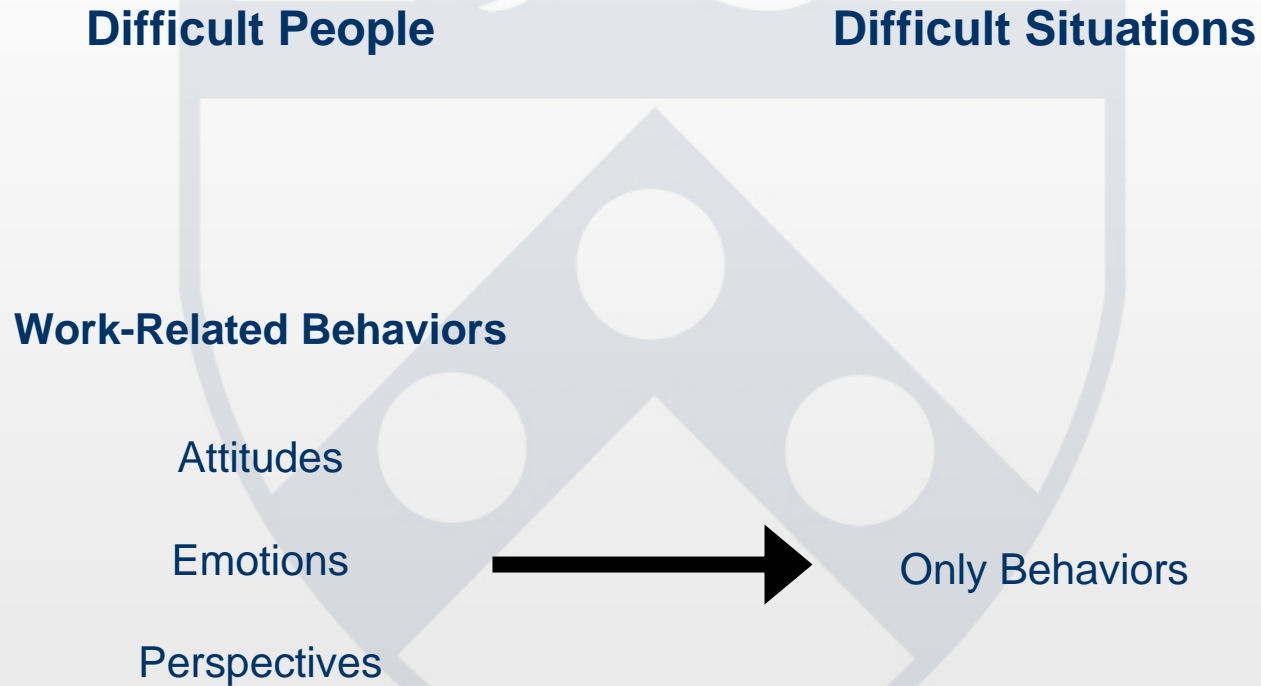 Difficult People
Difficult Situations
Work-Related Behaviors
Attitudes
Emotions
Only Behaviors
Perspectives